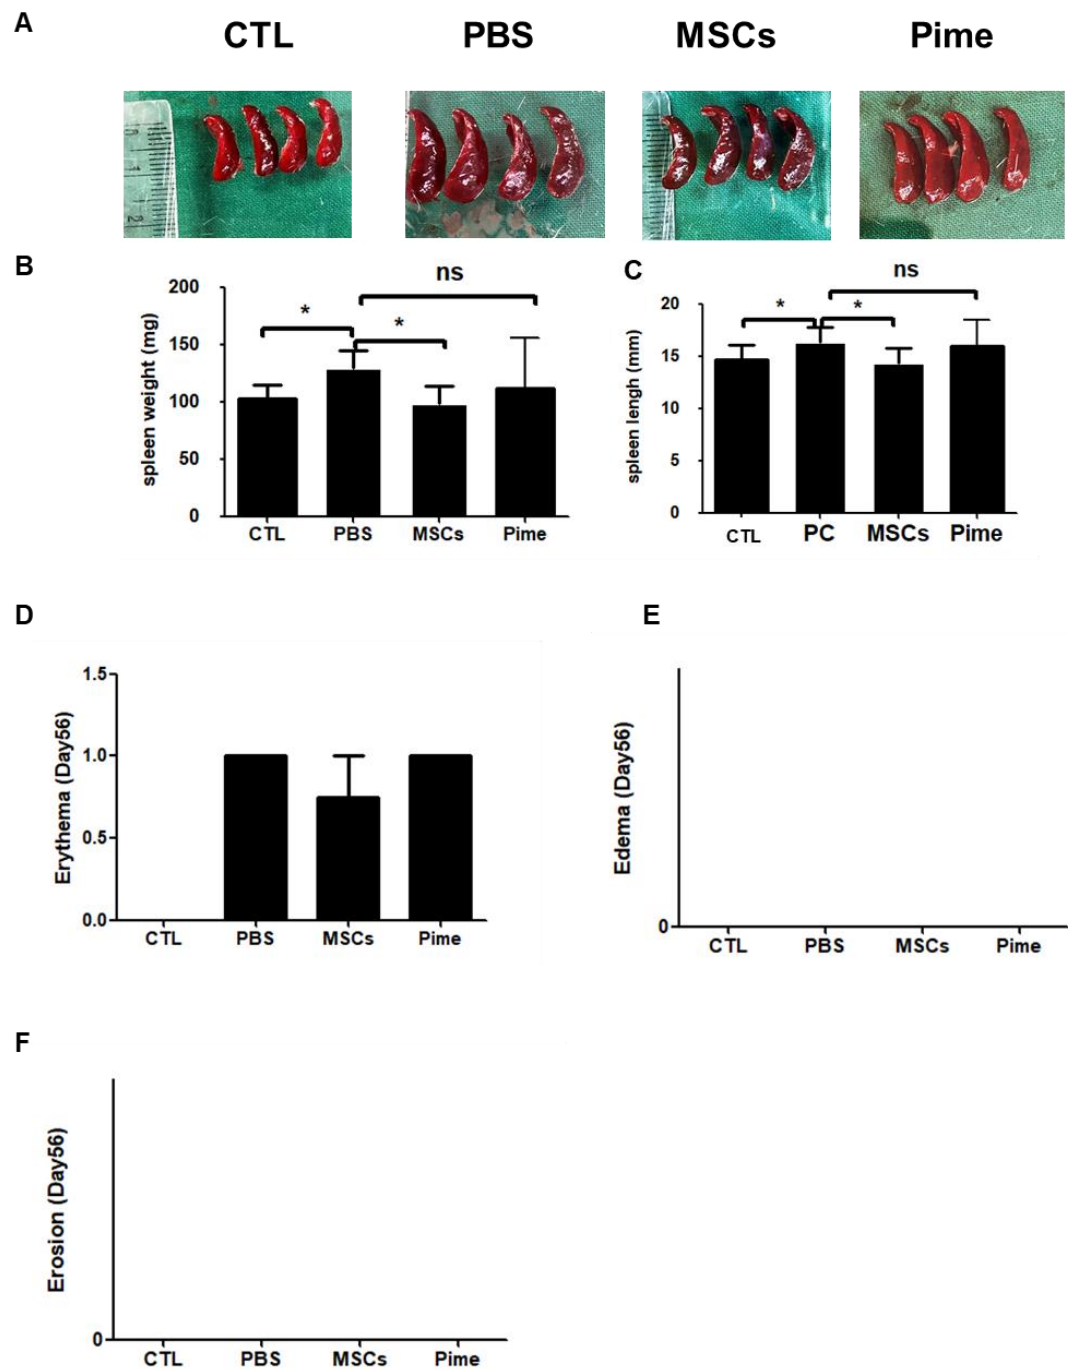 A
CTL PBS MSCs Pime
B
ns
*
*
200
150
100
50
0
spleen weight (mg)
CTL PBS MSCs Pime
C
ns
*
*
20
15
10
5
0
spleen lengh (mm)
CTL PC MSCs Pime
D
1.5
1.0
0.5
0.0
Erythema (Day56)
CTL PBS MSCs Pime
E
Edema (Day56)
0
CTL PBS MSCs Pime
F
Erosion (Day56)
0
CTL PBS MSCs Pime